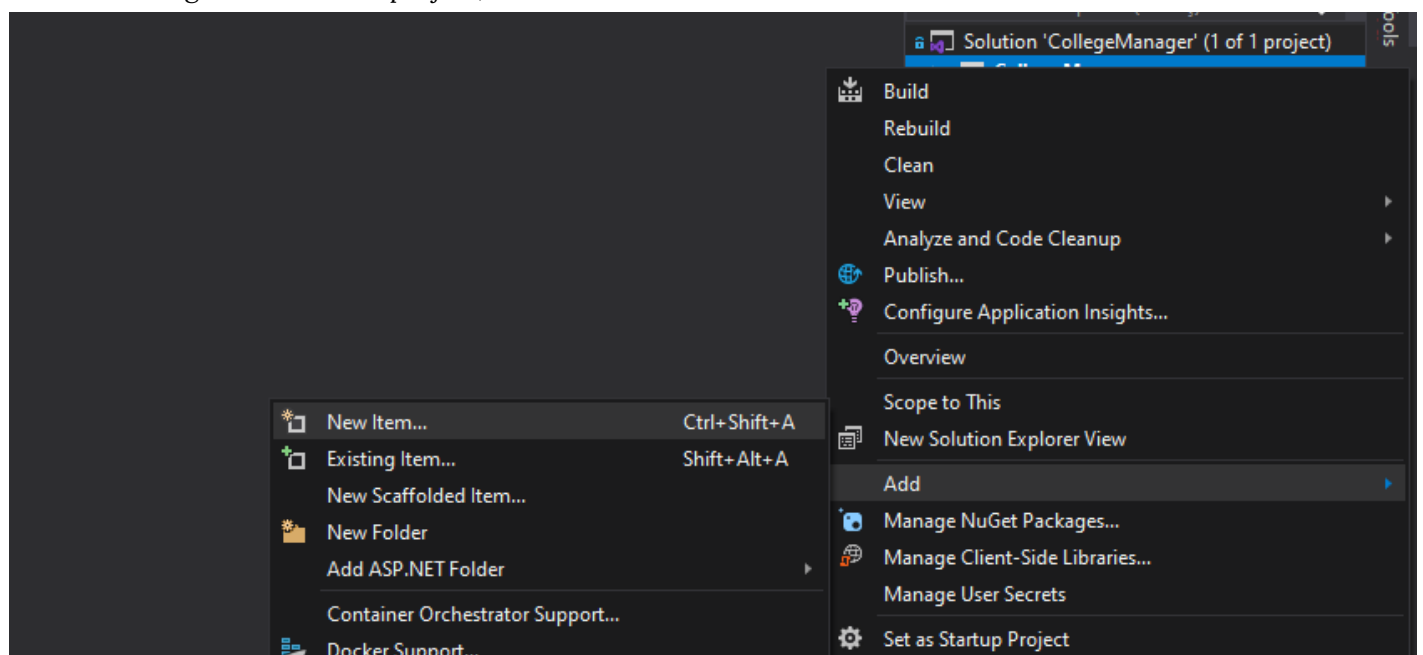 Solution 'CollegeManager' (1 of 1 project)
ools
Build
Rebuild
Clean
View
Analyze and Code Cleanup
Publish...
Configure Application Insights...
Overview
Scope to This
New Solution Explorer View
Add
Manage NuGet Packages...
Manage Client-Side Libraries...
Manage User Secrets
Set as Startup Project
New Item... Ctrl+Shift+A
Existing Item... Shift+Alt+A
New Scaffolded Item...
New Folder
Add ASP.NET Folder
Container Orchestrator Support...
Docker Support...